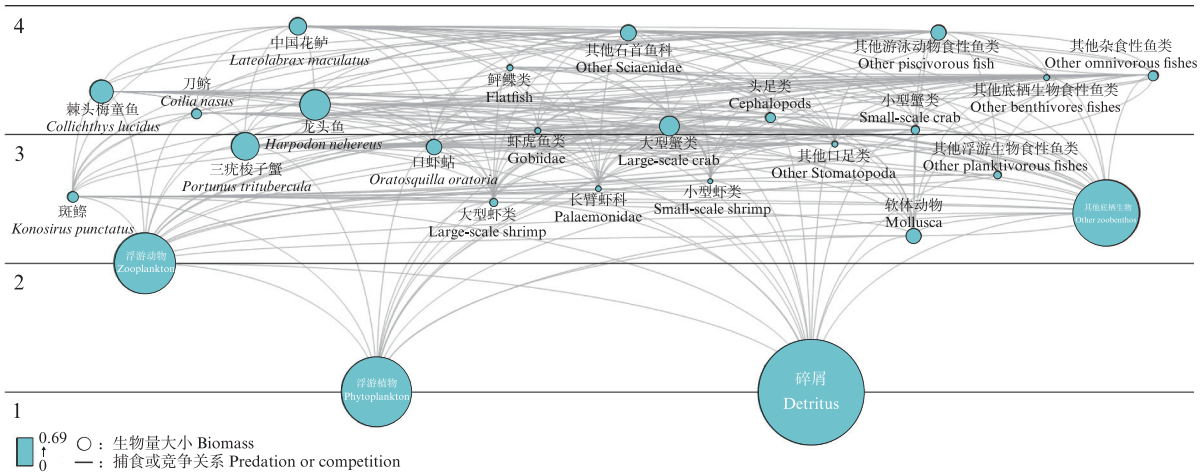 4
中国花鲈
Lateolabrax maculatus
其他石首鱼科
Other Sciaenidae
其他游泳动物食性鱼类
Other piscivorous fish
其他杂食性鱼类
Other omnivorous fishes
刀鲚
Coilia nasus
鲆鲽类
Flatfish
头足类
Cephalopods
其他底栖生物食性鱼类
Other benthivores fishes
棘头梅童鱼
Collichthys lucidus
龙头鱼
Harpodon nehereus
小型蟹类
Small-scale crab
3
三疣梭子蟹
Portunus tritubercula
口虾蛄
Oratosquilla oratoria
虾虎鱼类
Gobiidae
大型蟹类
Large-scale crab
其他口足类
Other Stomatopoda
其他浮游生物食性鱼类
Other planktivorous fishes
斑鰶
Konosirus punctatus
大型虾类
Large-scale shrimp
长臂虾科
Palaemonidae
小型虾类
Small-scale shrimp
软体动物
Mollusca
其他底栖生物
Other zoobenthos
浮游动物
Zooplankton
2
浮游植物
Phytoplankton
碎屑
Detritus
1
0.69
0
: 生物量大小 Biomass
: 捕食或竞争关系 Predation or competition